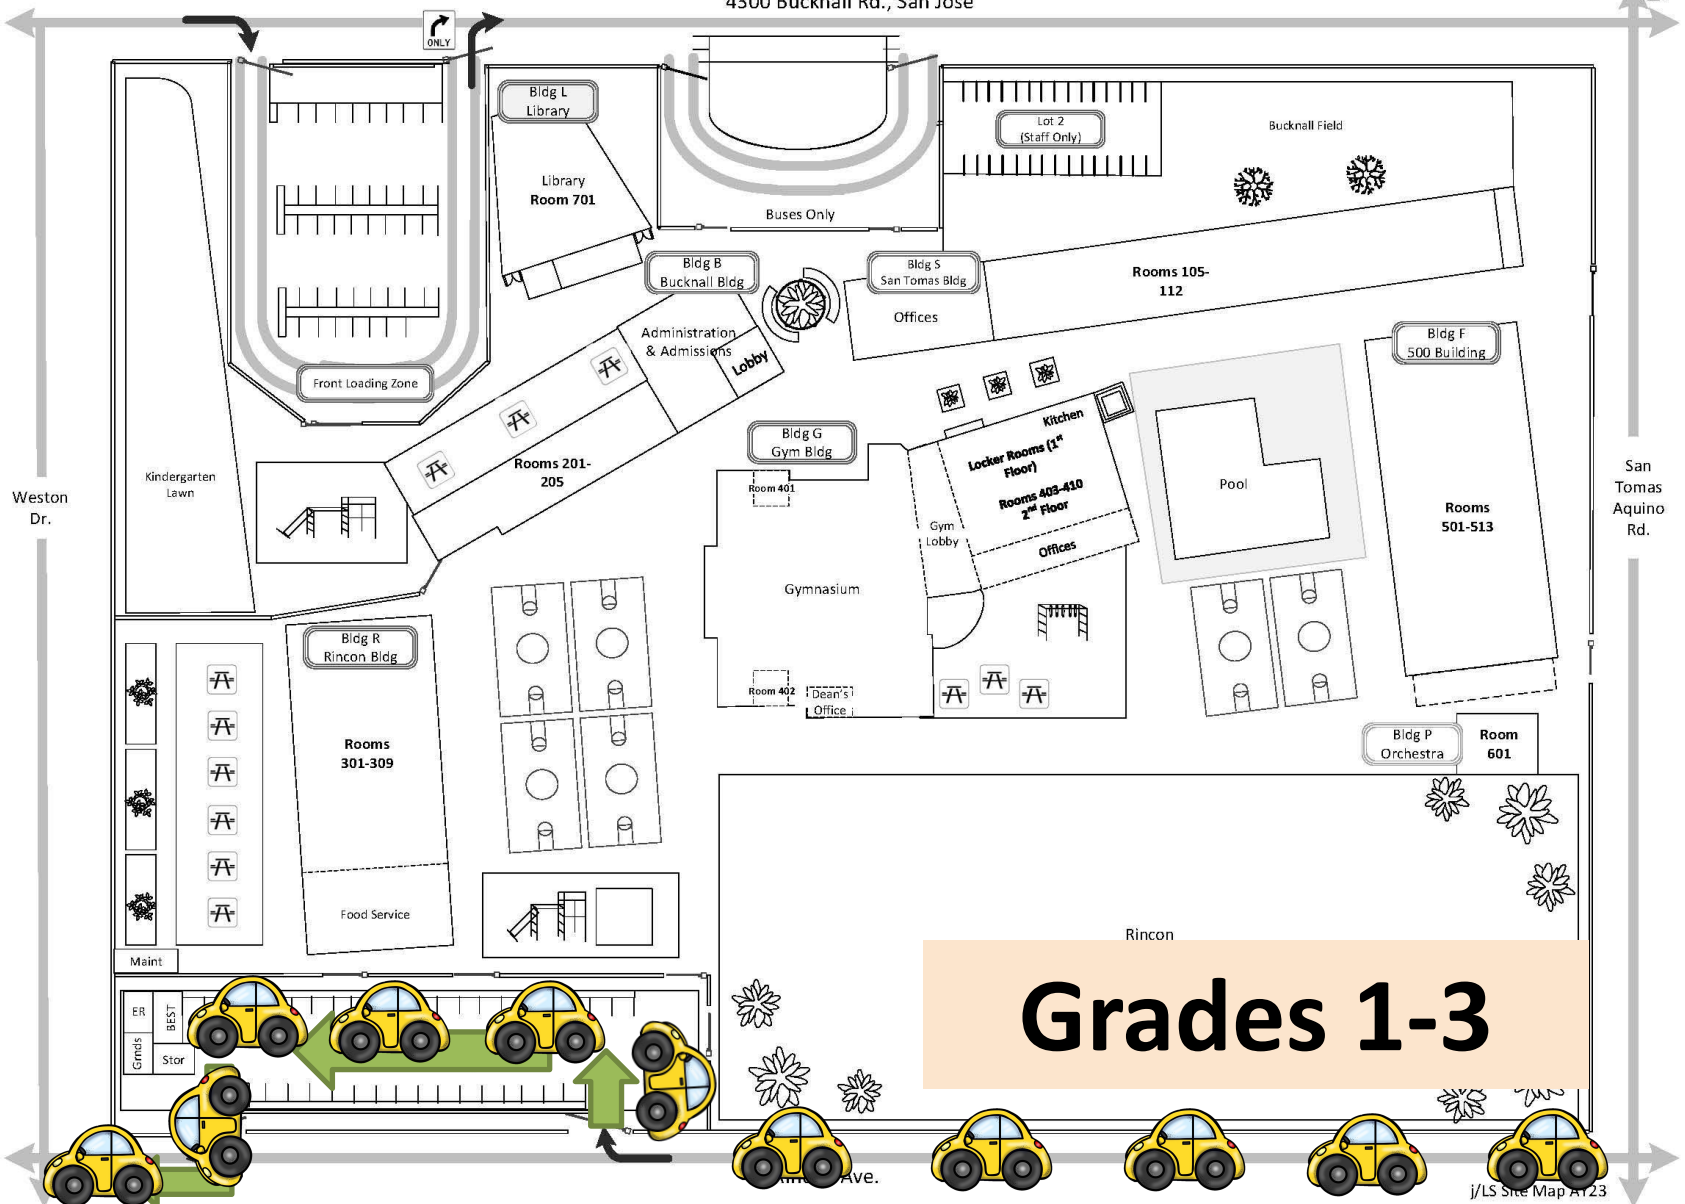 4300 Bucknall Rd., San Jose
ONLY
Bldg L
Library
Lot 2
(Staff Only)
Bucknall Field
Library
Room 701
Buses Only
Bldg B
Bucknall Bldg
Bldg S
San Tomas Bldg
Rooms 105-
112
Offices
Administration
& Admissions
Lobby
Bldg F
500 Building
Front Loading Zone
Kitchen
Bldg G
Gym Bldg
Locker Rooms (1st
Floor)
Rooms 403-410
2nd Floor
Offices
Rooms 201-
205
Kindergarten
Lawn
Weston
Dr.
Room 401
Pool
San
Tomas
Aquino
Rd.
Rooms
501-513
Gym
Lobby
Gymnasium
Bldg R
Rincon Bldg
Room 402
Dean's
Office
Bldg P
Orchestra
Room
601
Rooms
301-309
Food Service
Rincon
Maint
Grades 1-3
ER
BEST
Grnds
Stor
Ave.
j/LS Site Map AY23